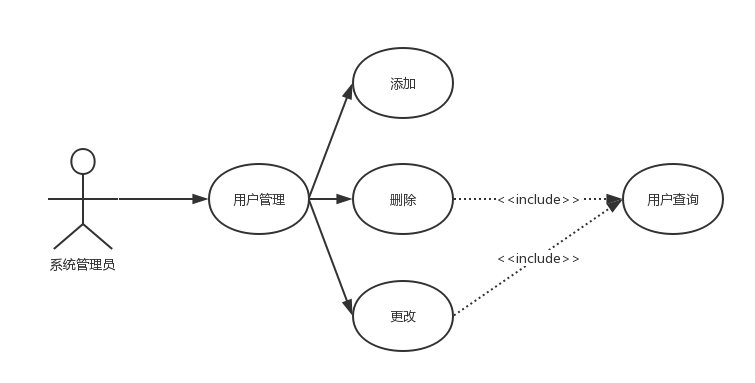 添加
系统管理员
用户管理
删除
<<include>>
用户查询
<<include>>
更改